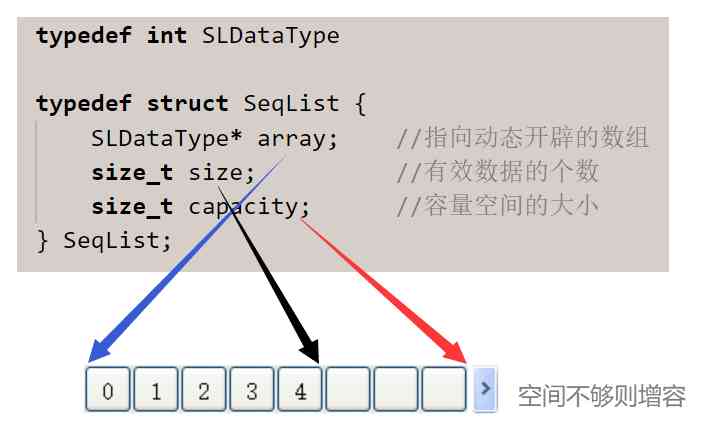 typedef int SLDataType
typedef struct SeqList {
SLDataType* array; //指向动态开辟的数组
size_t size; //有效数据的个数
size_t capacity; //容量空间的大小
} SeqList;
0 1 2 3 4 >
空间不够则增容